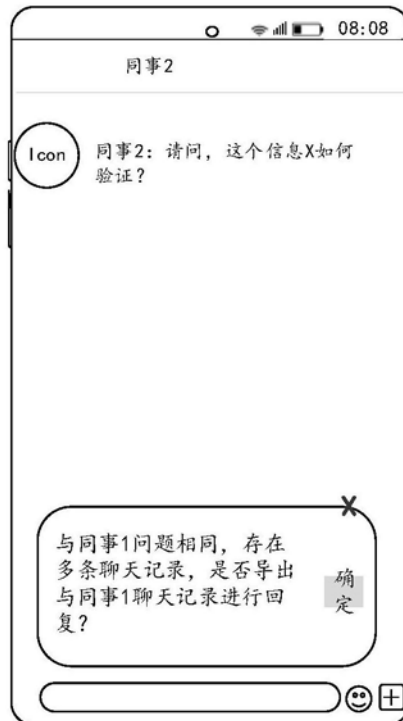 08:08
同事2
Icon
同事2：请问，这个信息X如何
验证？
X
与同事1问题相同，存在
多条聊天记录，是否导出
与同事1聊天记录进行回
复？
确
定